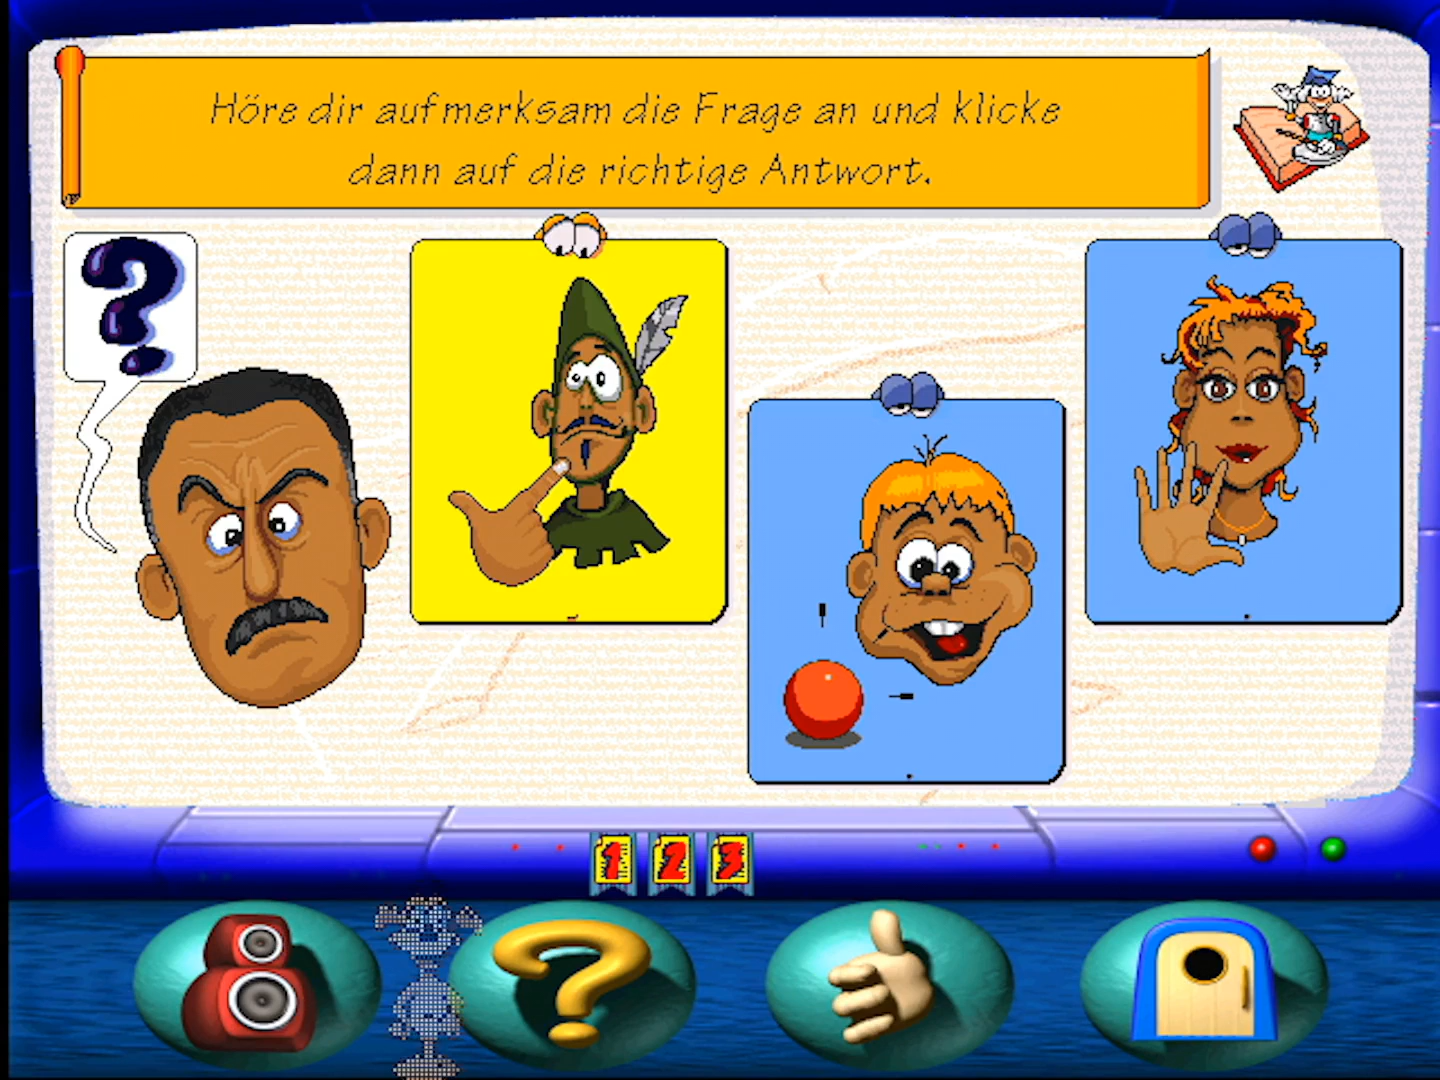 Höre dir aufmerksam die Frage an und klicke
dann auf die richtige Antwort.
?
1 2 3
?